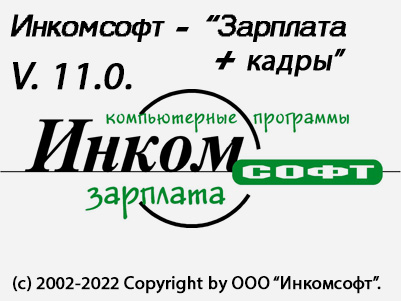 Инкомсофт - “Зарплата
+ кадры”
V. 11.0.
компьютерные программы
Инком
СОФТ
зарплата
(c) 2002-2022 Copyright by ООО “Инкомсофт”.